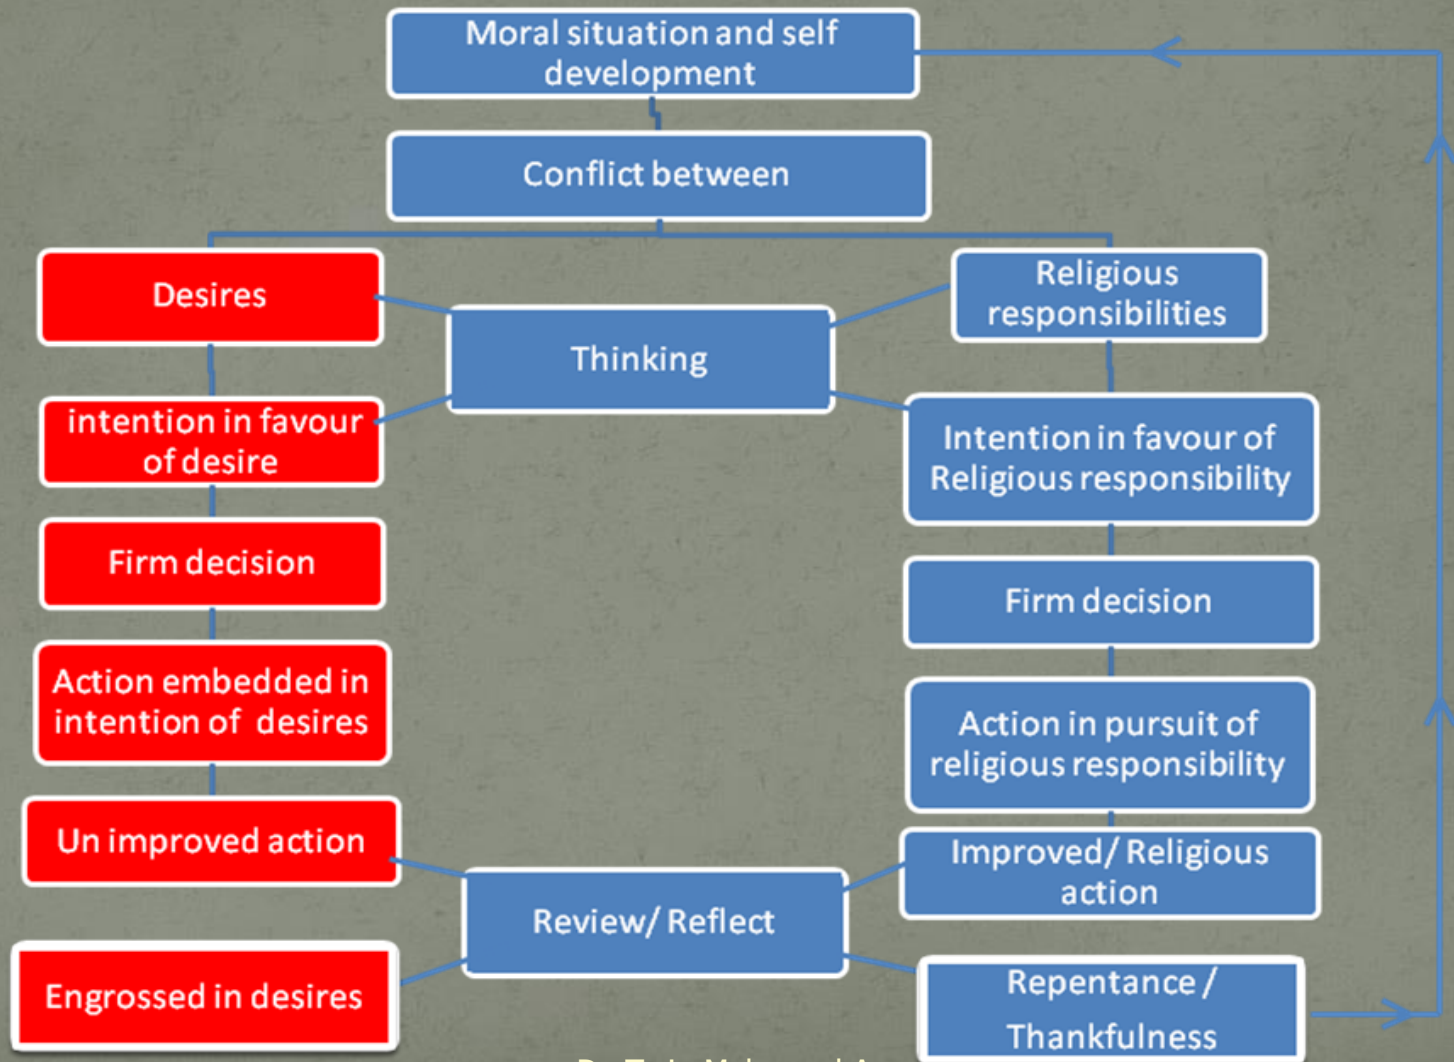 Moral situation and self
development
Conflict between
Desires
Religious
responsibilities
Thinking
intention in favour
of desire
Intention in favour of
Religious responsibility
Firm decision
Firm decision
Action embedded in
intention of desires
Action in pursuit of
religious responsibility
Un improved action
Improved/ Religious
action
Review/ Reflect
Engrossed in desires
Repentance /
Thankfulness